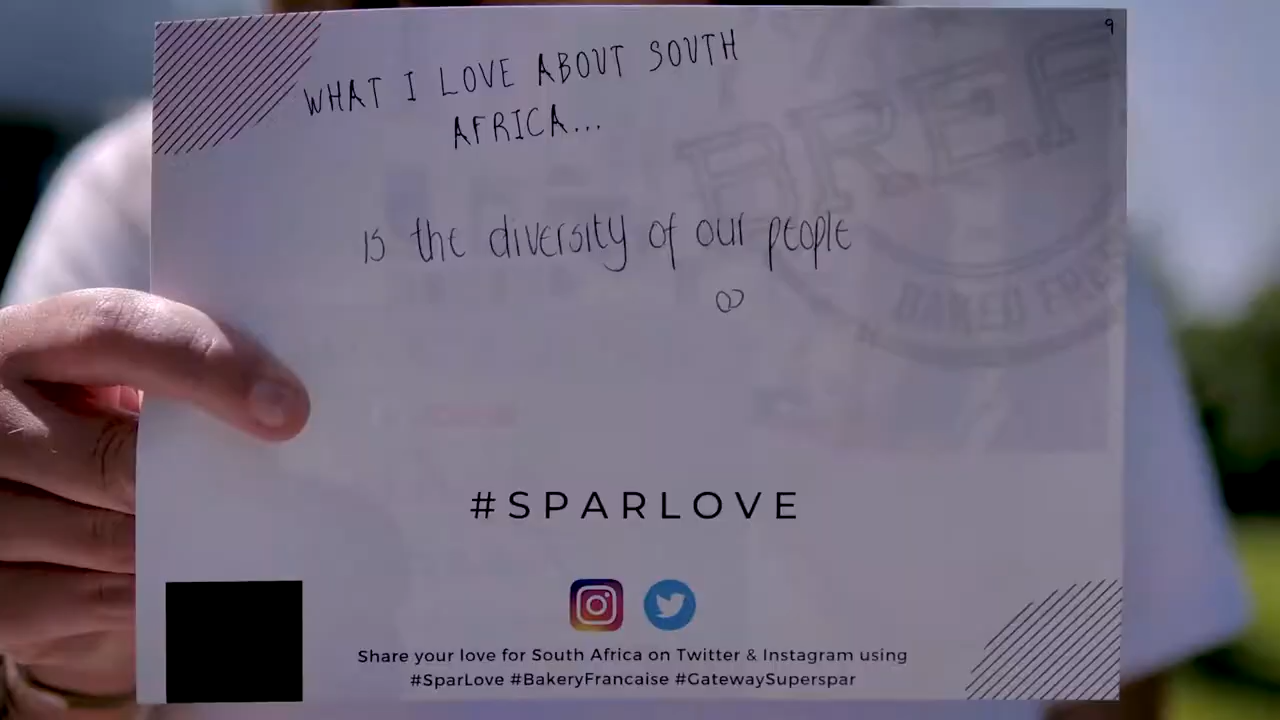 9
WHAT I LOVE ABOUT SOUTH
AFRICA...
is the diversity of our people
#SPARLOVE
Share your love for South Africa on Twitter & Instagram using
#SparLove #BakeryFrancaise #GatewaySuperspar